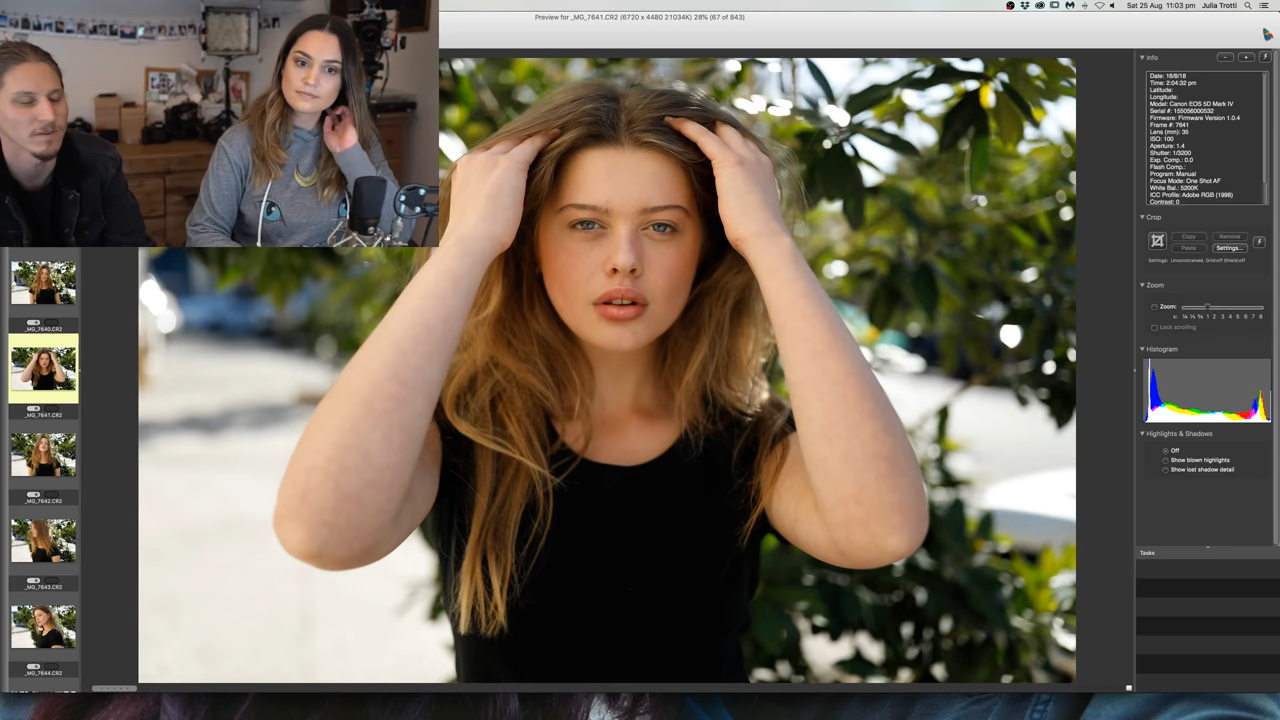 Sat 25 Aug 11:03 pm Julia Trotti
Preview for _MG_7641.CR2 (6720 x 4480 21034K) 28% (67 of 843)
Info
Date: 16/8/18
Time: 2:04:32 pm
Latitude:
Longitude:
Model: Canon EOS 5D Mark IV
Serial #: 155056000532
Firmware: Firmware Version 1.0.4
Frame #: 7641
Lens (mm): 35
ISO: 100
Aperture: 1.4
Shutter: 1/3200
Exp. Comp.: 0.0
Flash Comp.:
Program: Manual
Focus Mode: One Shot AF
White Bal.: 5200K
ICC Profile: Adobe RGB (1998)
Contrast: 0
Crop
Copy Remove
Paste Settings...
Zoom
Zoom:
Lock scrolling
Histogram
Highlights & Shadows
Off
Show blown highlights
Show lost shadow detail
Tasks
_MG_7640.CR2
_MG_7641.CR2
_MG_7642.CR2
_MG_7643.CR2
_MG_7644.CR2